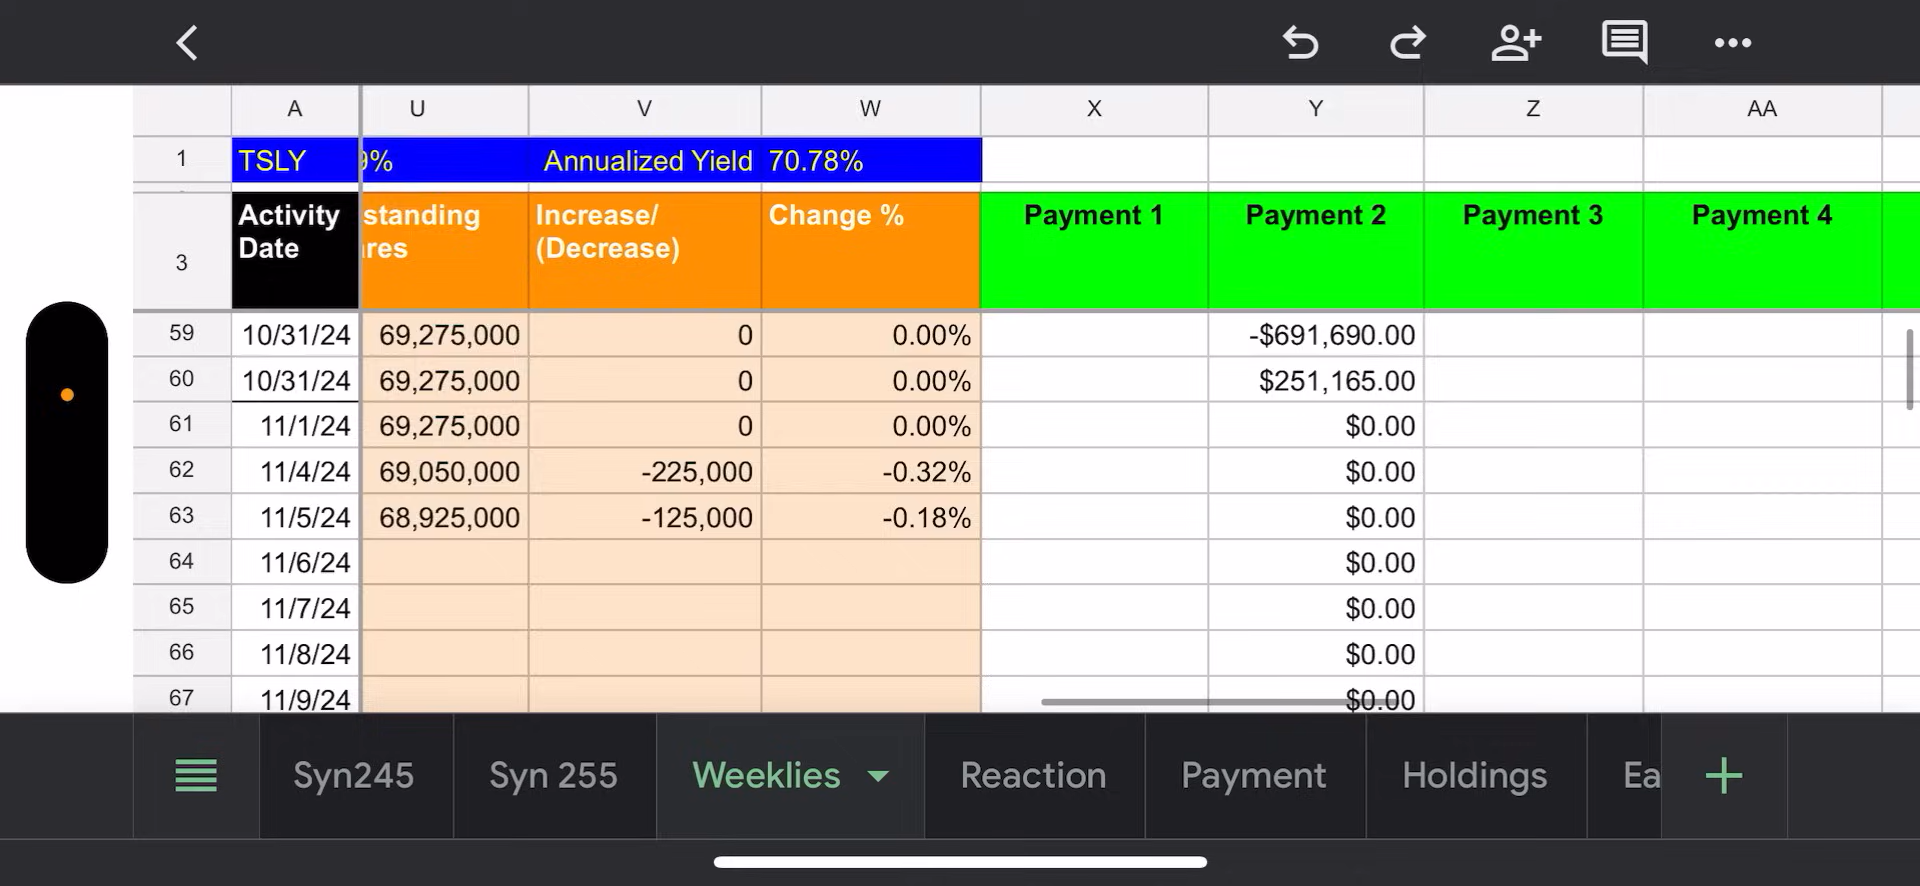 A U V W X Y Z AA
1 TSLY 9% Annualized Yield 70.78%
3 Activity Date standing Increase/ (Decrease) Change % Payment 1 Payment 2 Payment 3 Payment 4
59 10/31/24 69,275,000 0 0.00% -$691,690.00
60 10/31/24 69,275,000 0 0.00% $251,165.00
61 11/1/24 69,275,000 0 0.00% $0.00
62 11/4/24 69,050,000 -225,000 -0.32% $0.00
63 11/5/24 68,925,000 -125,000 -0.18% $0.00
64 11/6/24 $0.00
65 11/7/24 $0.00
66 11/8/24 $0.00
67 11/9/24 $0.00
Syn245 Syn 255 Weeklies Reaction Payment Holdings Ea